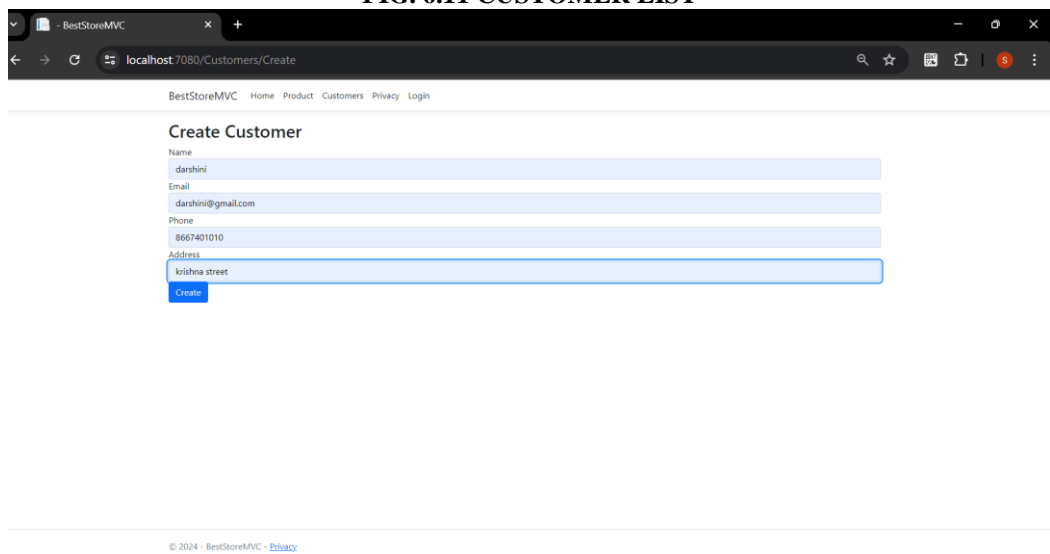 FIG. 6.11 CUSTOMER LIST
- BestStoreMVC
localhost:7080/Customers/Create
S
BestStoreMVC Home Product Customers Privacy Login
Create Customer
Name
darshini
Email
darshini@gmail.com
Phone
8667401010
Address
krishna street
Create
© 2024 - BestStoreMVC - Privacy